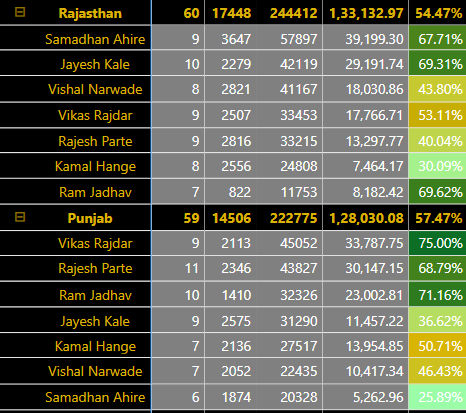 Rajasthan 60 17448 244412 1,33,132.97 54.47%
Samadhan Ahire 9 3647 57897 39,199.30 67.71%
Jayesh Kale 10 2279 42119 29,191.74 69.31%
Vishal Narwade 8 2821 41167 18,030.86 43.80%
Vikas Rajdar 9 2507 33453 17,766.71 53.11%
Rajesh Parte 9 2816 33215 13,297.77 40.04%
Kamal Hange 8 2556 24808 7,464.17 30.09%
Ram Jadhav 7 822 11753 8,182.42 69.62%
Punjab 59 14506 222775 1,28,030.08 57.47%
Vikas Rajdar 9 2113 45052 33,787.75 75.00%
Rajesh Parte 11 2346 43827 30,147.15 68.79%
Ram Jadhav 10 1410 32326 23,002.81 71.16%
Jayesh Kale 9 2575 31290 11,457.22 36.62%
Kamal Hange 7 2136 27517 13,954.85 50.71%
Vishal Narwade 7 2052 22435 10,417.34 46.43%
Samadhan Ahire 6 1874 20328 5,262.96 25.89%